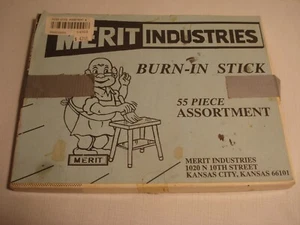 MERIT INDUSTRIES
BURN-IN STICK
55 PIECE
ASSORTMENT
MERIT
MERIT INDUSTRIES
1020 N 10TH STREET
KANSAS CITY, KANSAS 66101